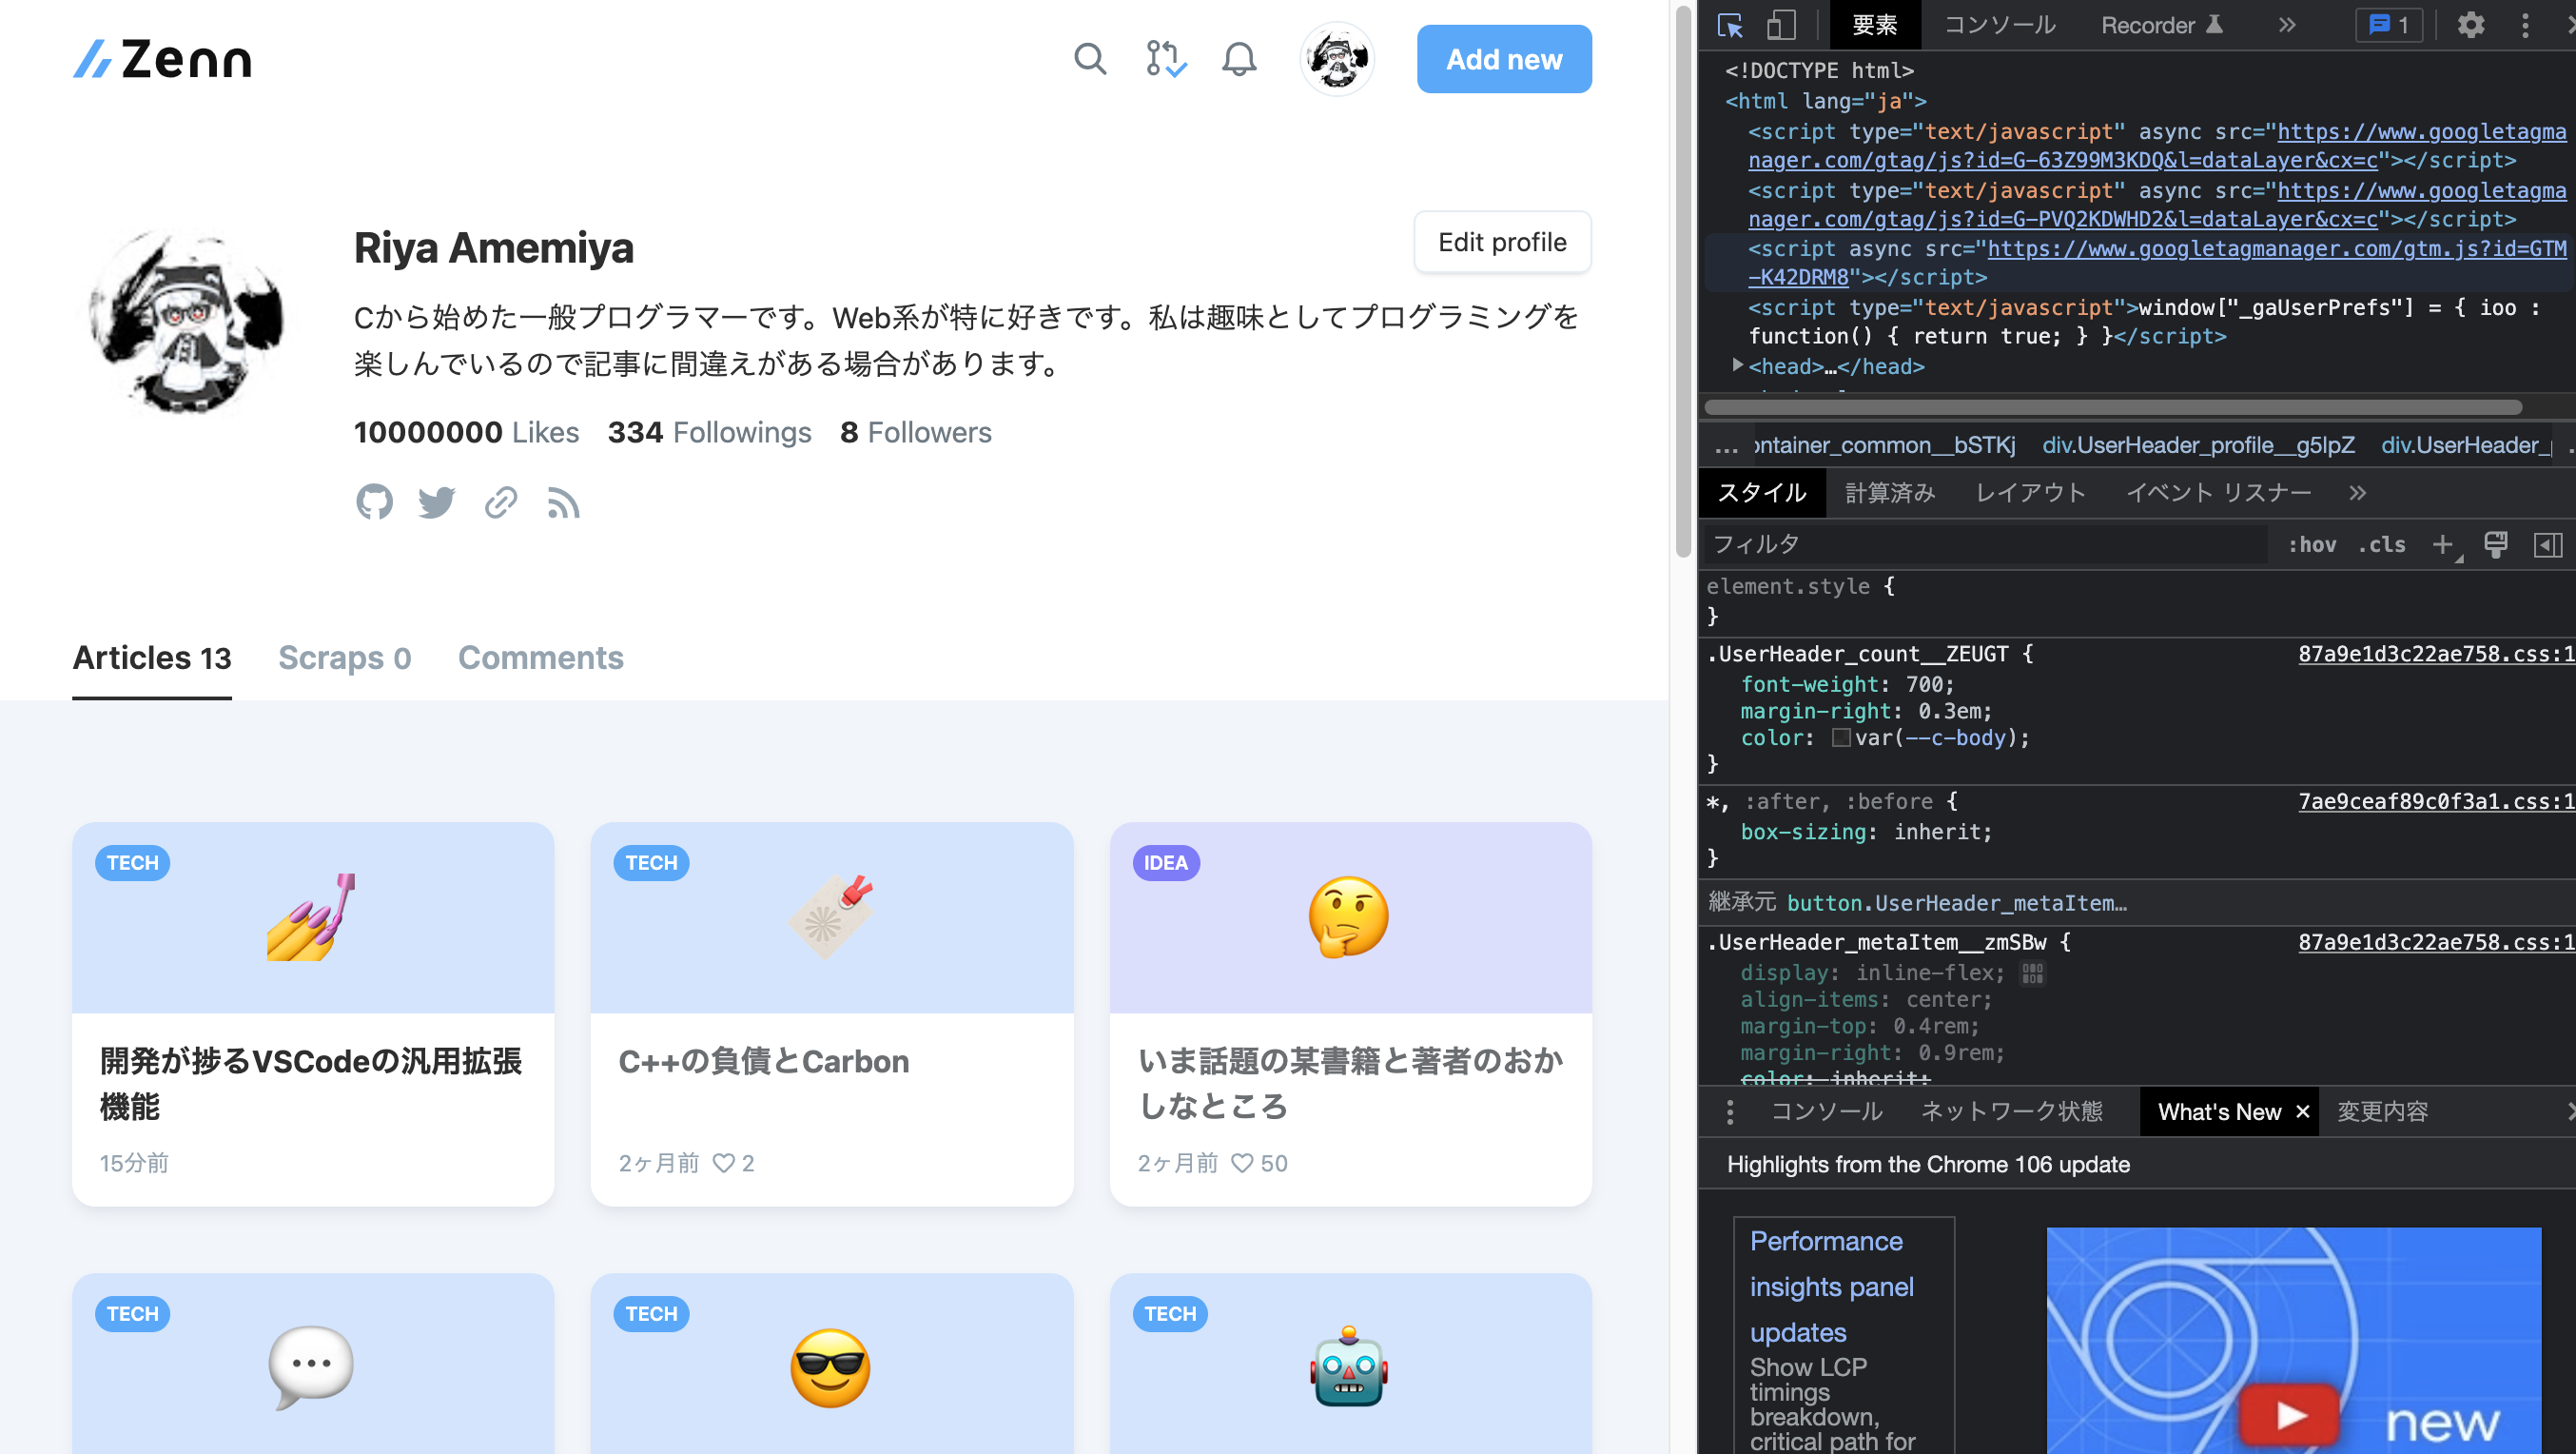 Zenn
Add new
Riya Amemiya
Edit profile
Cから始めた一般プログラマーです。Web系が特に好きです。私は趣味としてプログラミングを
楽しんでいるので記事に間違えがある場合があります。
10000000 Likes 334 Followings 8 Followers
Articles 13 Scraps 0 Comments
TECH
開発が捗るVSCodeの汎用拡張
機能
15分前
TECH
C++の負債とCarbon
2ヶ月前 2
IDEA
いま話題の某書籍と著者のおか
しなところ
2ヶ月前 50
TECH
TECH
TECH
要素 コンソール Recorder » 1
<!DOCTYPE html>
<html lang="ja">
<script type="text/javascript" async src="https://www.googletagma
nager.com/gtag/js?id=G-63Z99M3KDQ&l=dataLayer&cx=c"></script>
<script type="text/javascript" async src="https://www.googletagma
nager.com/gtag/js?id=G-PVQ2KDWHD2&l=dataLayer&cx=c"></script>
<script async src="https://www.googletagmanager.com/gtm.js?id=GTM
-K42DRM8"></script>
<script type="text/javascript">window["_gaUserPrefs"] = { ioo :
function() { return true; } }</script>
<head>…</head>
… ontainer_common__bSTKj div.UserHeader_profile__g5lpZ div.UserHeader_
スタイル 計算済み レイアウト イベント リスナー »
フィルタ :hov .cls +
element.style {
}
.UserHeader_count__ZEUGT { 87a9e1d3c22ae758.css:1
font-weight: 700;
margin-right: 0.3em;
color: var(--c-body);
}
*, :after, :before { 7ae9ceaf89c0f3a1.css:1
box-sizing: inherit;
}
継承元 button.UserHeader_metaItem…
.UserHeader_metaItem__zmSBw { 87a9e1d3c22ae758.css:1
display: inline-flex;
align-items: center;
margin-top: 0.4rem;
margin-right: 0.9rem;
color: inherit;
コンソール ネットワーク状態 What's New × 変更内容
Highlights from the Chrome 106 update
Performance
insights panel
updates
Show LCP
timings
breakdown,
critical path for
new